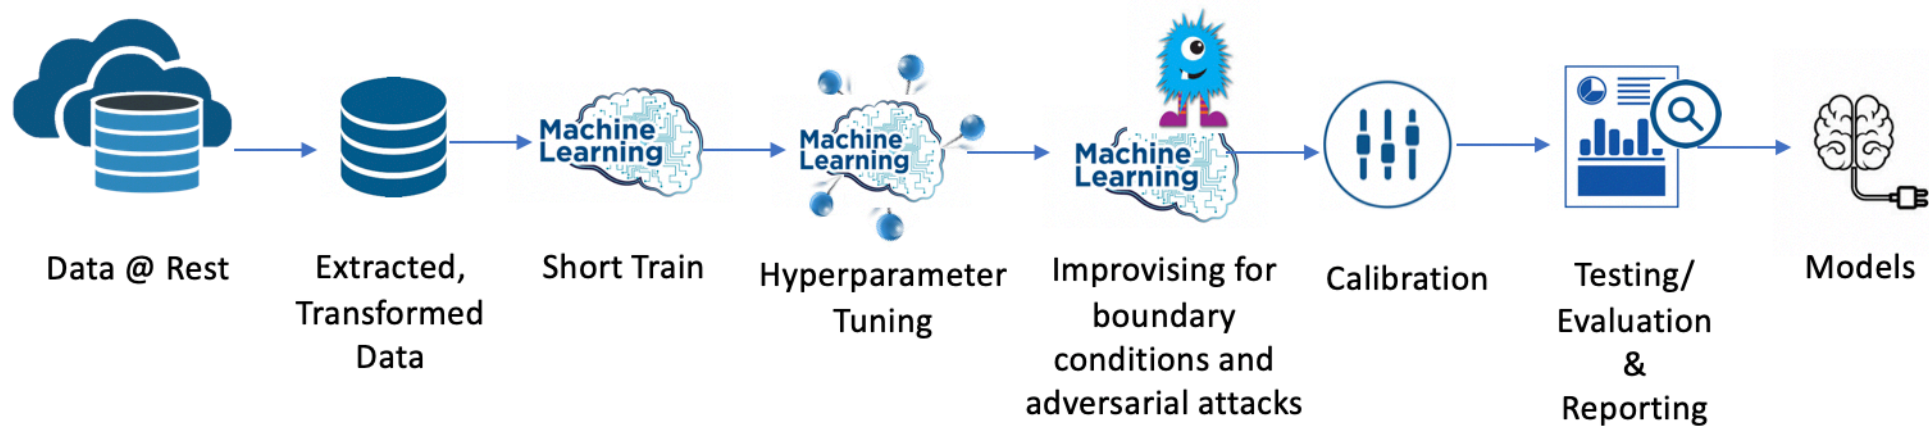 Machine
Learning
Machine
Learning
Machine
Learning
Data @ Rest
Extracted,
Transformed
Data
Short Train
Hyperparameter
Tuning
Improvising for
boundary
conditions and
adversarial attacks
Calibration
Testing/
Evaluation
&
Reporting
Models